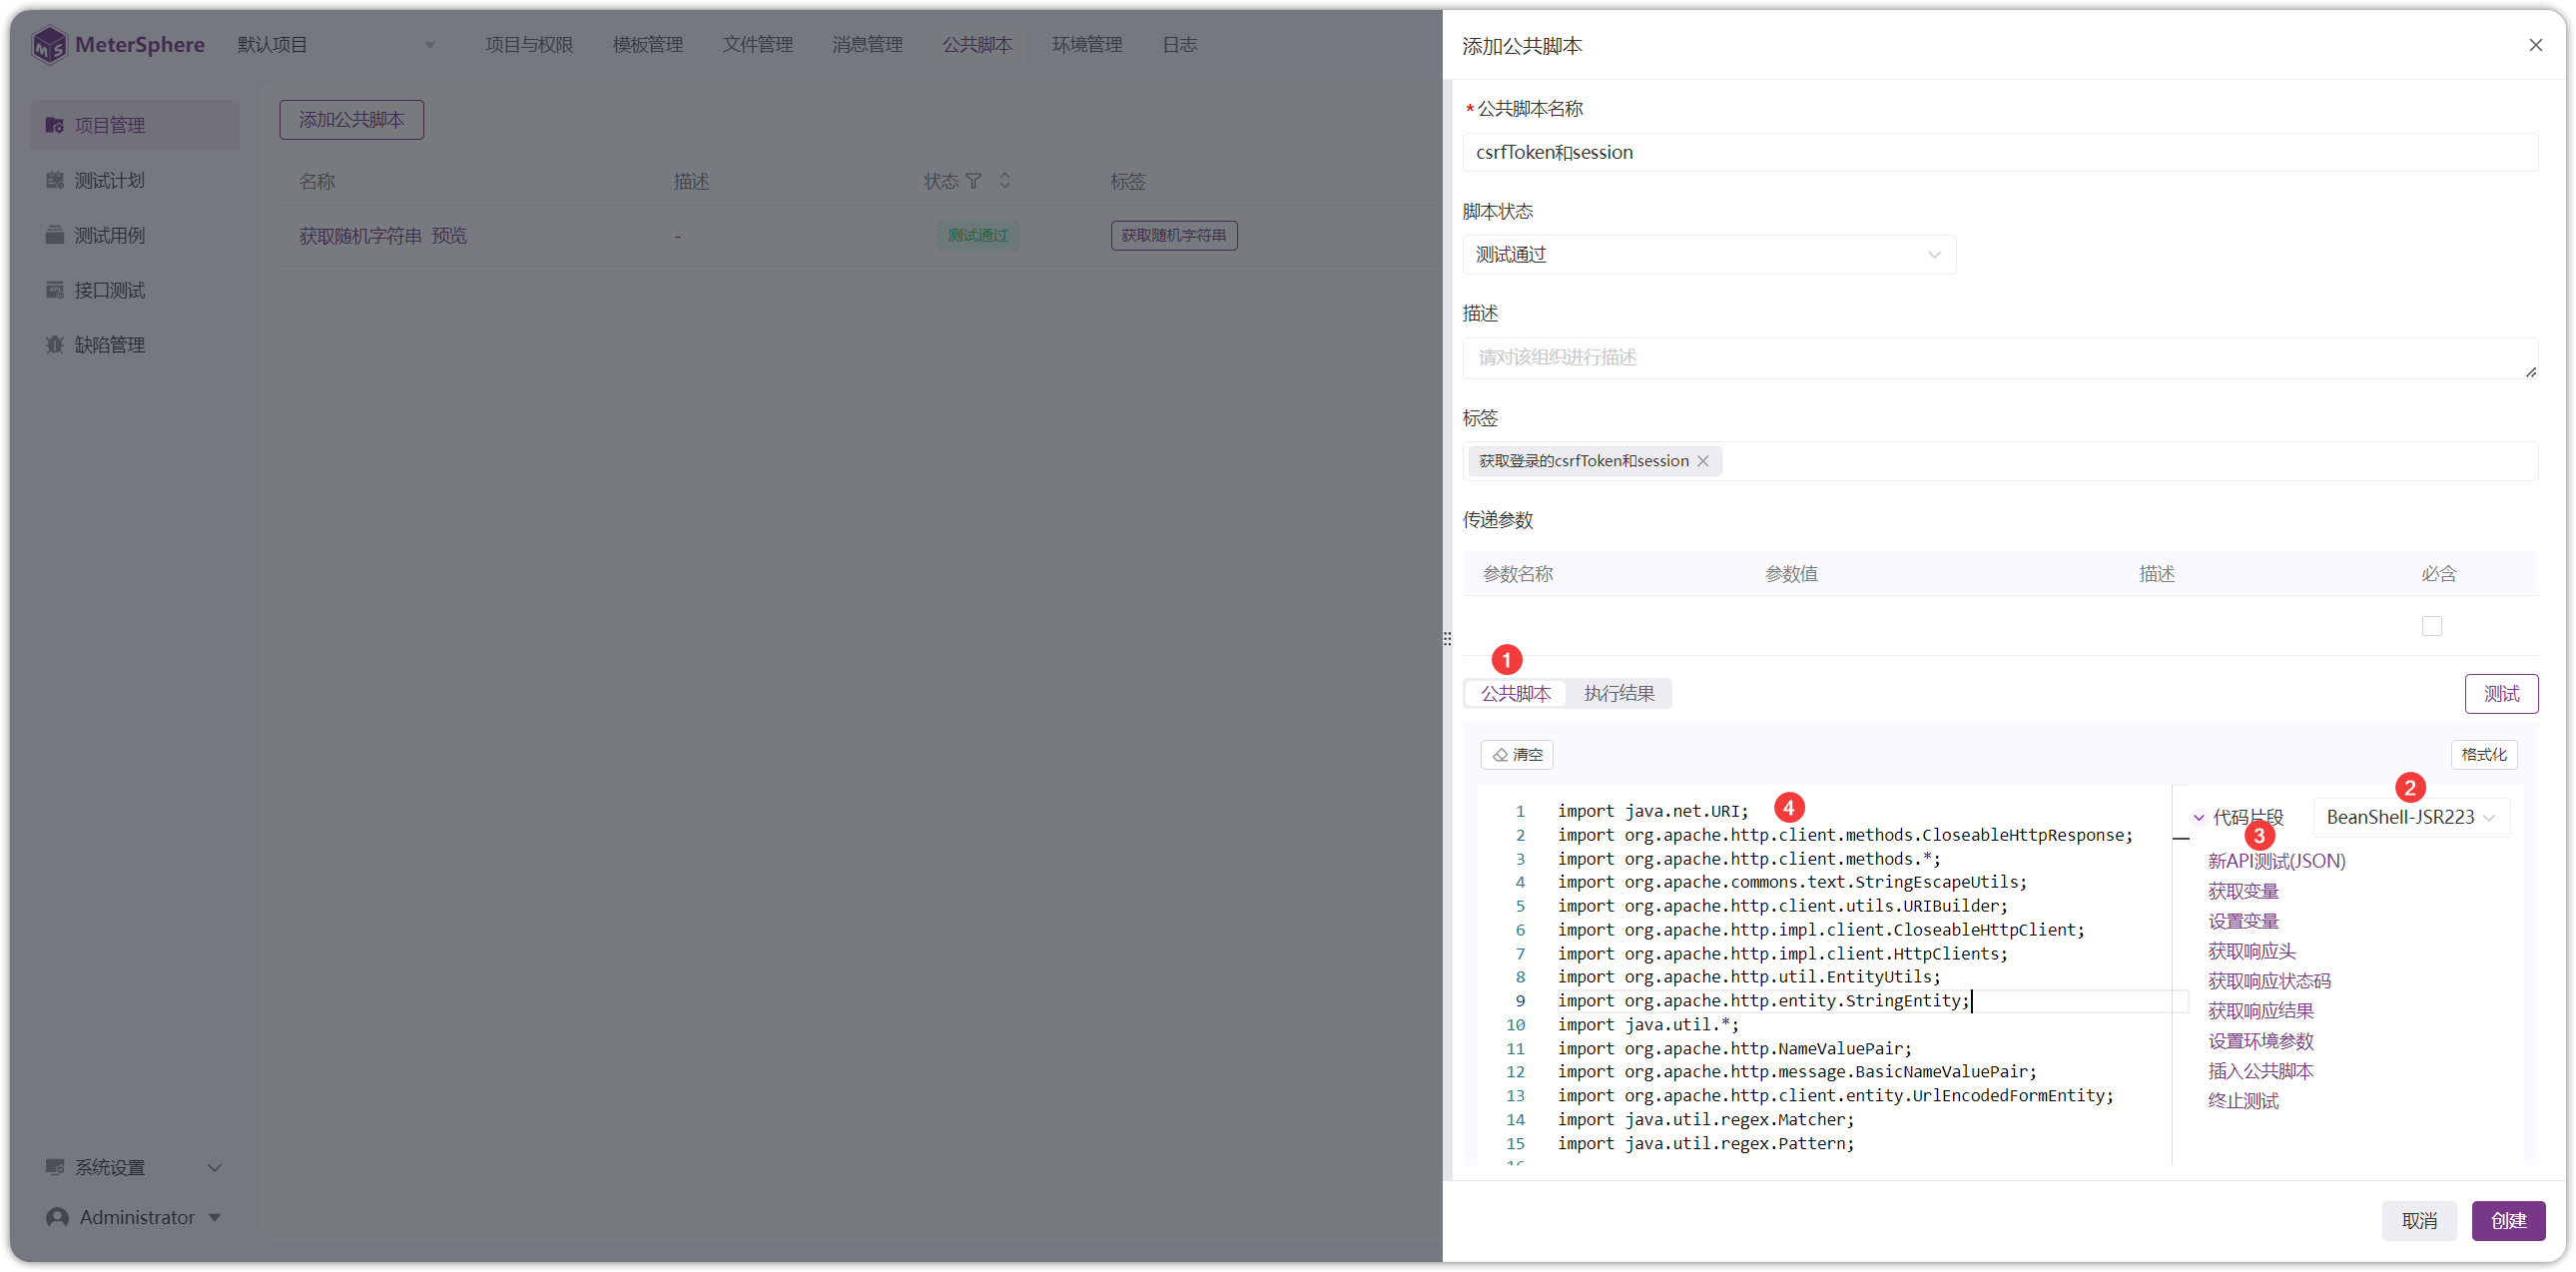 MeterSphere
默认项目
项目与权限 模板管理 文件管理 消息管理 公共脚本 环境管理 日志
项目管理
测试计划
测试用例
接口测试
缺陷管理
系统设置
Administrator
添加公共脚本
名称 描述 状态 标签
获取随机字符串 预览 - 测试通过 获取随机字符串
添加公共脚本
* 公共脚本名称
csrfToken和session
脚本状态
测试通过
描述
请对该组织进行描述
标签
获取登录的csrfToken和session
传递参数
参数名称 参数值 描述 必含
1
公共脚本 执行结果 测试
清空 格式化
1 import java.net.URI; 4
2 import org.apache.http.client.methods.CloseableHttpResponse;
3 import org.apache.http.client.methods.*;
4 import org.apache.commons.text.StringEscapeUtils;
5 import org.apache.http.client.utils.URIBuilder;
6 import org.apache.http.impl.client.CloseableHttpClient;
7 import org.apache.http.impl.client.HttpClients;
8 import org.apache.http.util.EntityUtils;
9 import org.apache.http.entity.StringEntity;
10 import java.util.*;
11 import org.apache.http.NameValuePair;
12 import org.apache.http.message.BasicNameValuePair;
13 import org.apache.http.client.entity.UrlEncodedFormEntity;
14 import java.util.regex.Matcher;
15 import java.util.regex.Pattern;
2
代码片段 BeanShell-JSR223
3
新API测试(JSON)
获取变量
设置变量
获取响应头
获取响应状态码
获取响应结果
设置环境参数
插入公共脚本
终止测试
取消 创建